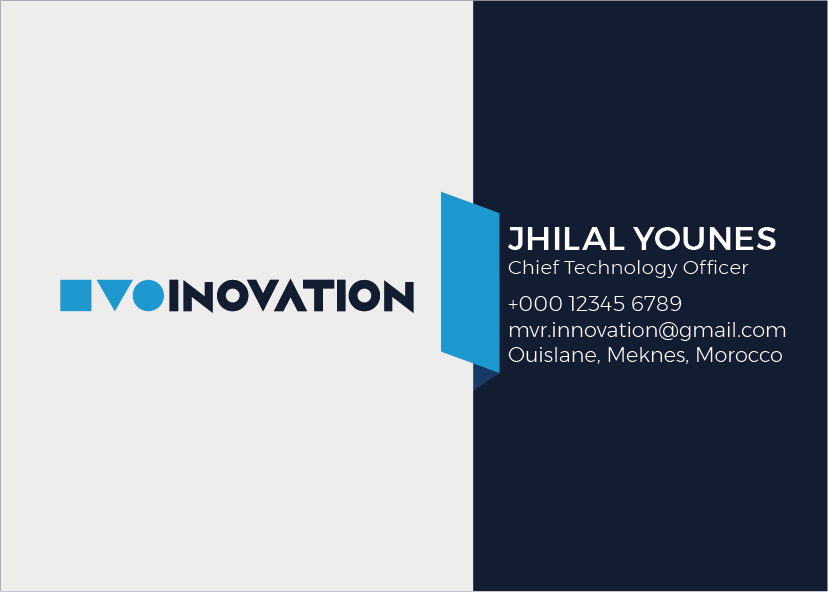 INOVATION
JHILAL YOUNES
Chief Technology Officer
+000 12345 6789
mvr.innovation@gmail.com
Ouislane, Meknes, Morocco